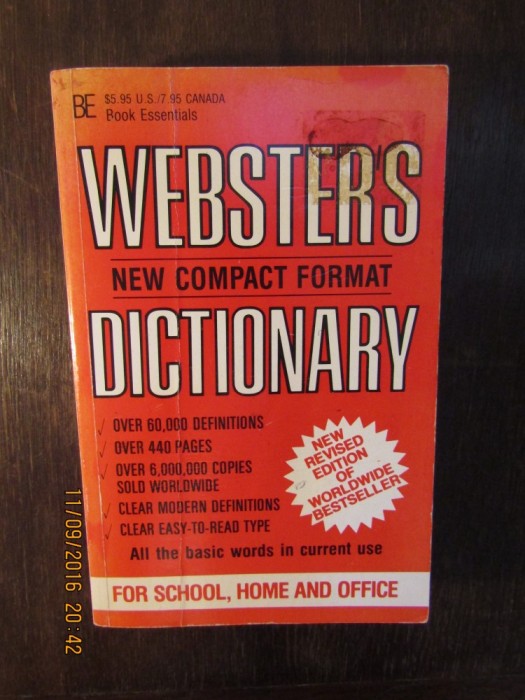 BE
$5.95 U.S./7.95 CANADA
Book Essentials
WEBSTER'S
NEW COMPACT FORMAT
DICTIONARY
✓ OVER 60,000 DEFINITIONS
✓ OVER 440 PAGES
✓ OVER 6,000,000 COPIES
SOLD WORLDWIDE
✓ CLEAR MODERN DEFINITIONS
✓ CLEAR EASY-TO-READ TYPE
NEW
REVISED
EDITION
OF
WORLDWIDE
BESTSELLER
All the basic words in current use
FOR SCHOOL, HOME AND OFFICE
11/09/2016 20:42